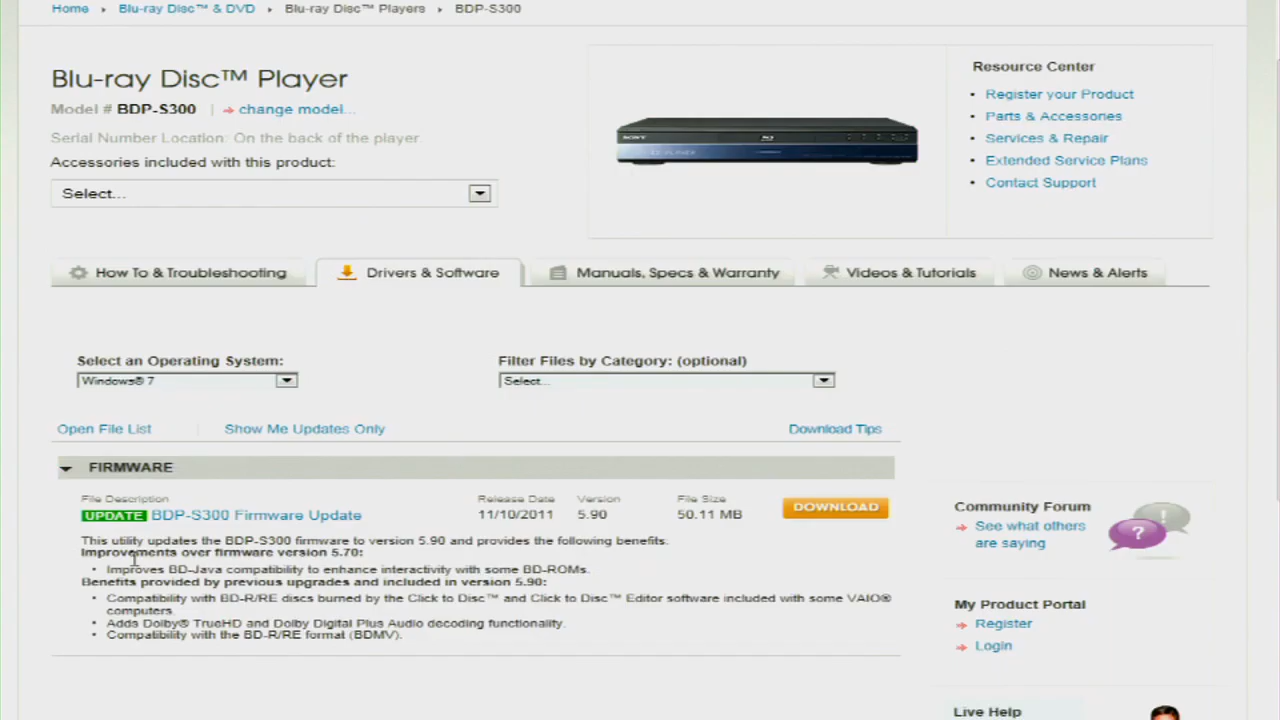 Home Blu-ray Disc™ & DVD Blu-ray Disc™ Players BDP-S300
Blu-ray Disc™ Player
Model # BDP-S300 | change model...
Serial Number Location: On the back of the player.
Accessories included with this product:
Select...
SONY
Resource Center
• Register your Product
• Parts & Accessories
• Services & Repair
• Extended Service Plans
• Contact Support
How To & Troubleshooting Drivers & Software Manuals, Specs & Warranty Videos & Tutorials News & Alerts
Select an Operating System: Filter Files by Category: (optional)
Windows® 7 Select...
Open File List | Show Me Updates Only Download Tips
FIRMWARE
File Description Release Date Version File Size
UPDATE BDP-S300 Firmware Update 11/10/2011 5.90 50.11 MB DOWNLOAD
This utility updates the BDP-S300 firmware to version 5.90 and provides the following benefits.
Improvements over firmware version 5.70:
• Improves BD-Java compatibility to enhance interactivity with some BD-ROMs.
Benefits provided by previous upgrades and included in version 5.90:
• Compatibility with BD-R/RE discs burned by the Click to Disc™ and Click to Disc™ Editor software included with some VAIO®
computers.
• Adds Dolby® TrueHD and Dolby Digital Plus Audio decoding functionality.
• Compatibility with the BD-R/RE format (BDMV).
Community Forum
See what others
are saying
My Product Portal
Register
Login
Live Help